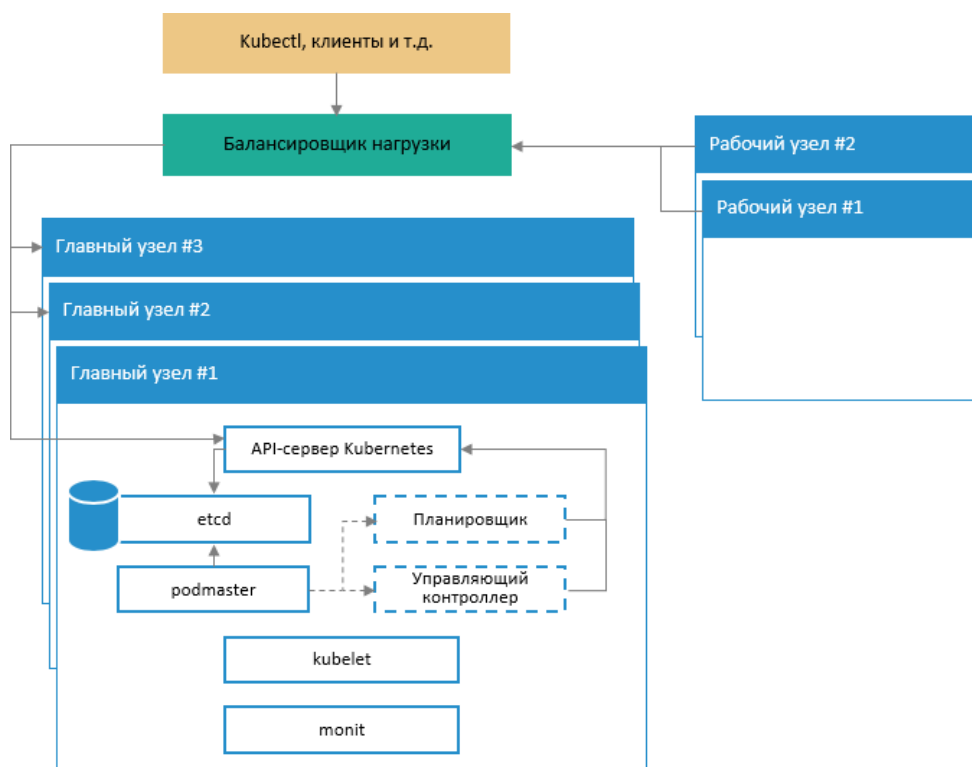 Kubectl, клиенты и т.д.
Балансировщик нагрузки
Рабочий узел #2
Рабочий узел #1
Главный узел #3
Главный узел #2
Главный узел #1
API-сервер Kubernetes
etcd
Планировщик
podmaster
Управляющий
контроллер
kubelet
monit